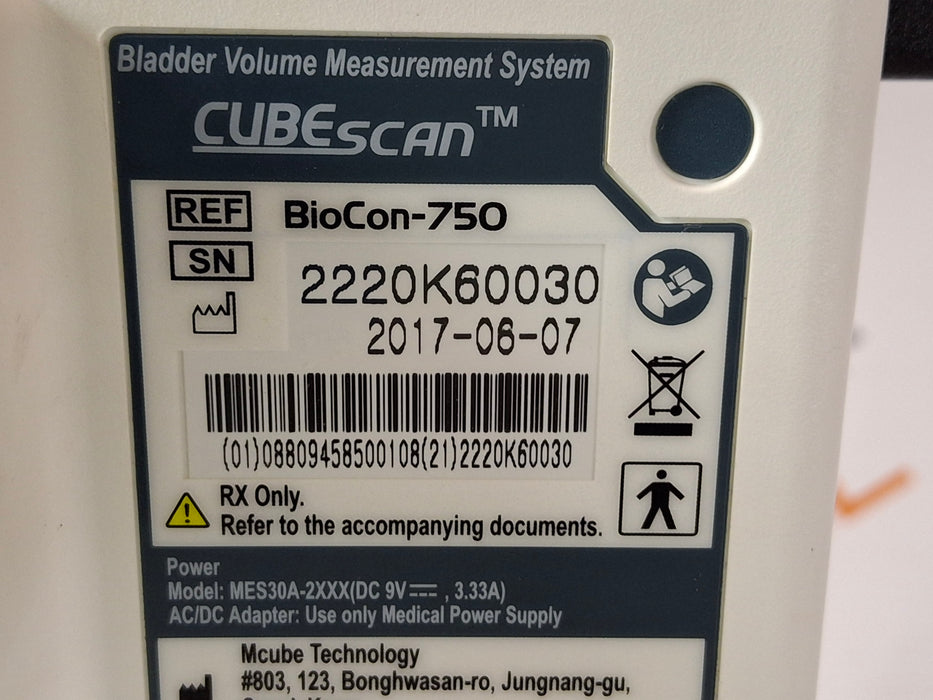 Bladder Volume Measurement System
CUBEscan™
REF BioCon-750
SN 2220K60030
2017-06-07
(01)08809458500108(21)2220K60030
RX Only.
Refer to the accompanying documents.
Power
Model: MES30A-2XXX(DC 9V⎓, 3.33A)
AC/DC Adapter: Use only Medical Power Supply
Mcube Technology
#803, 123, Bonghwasan-ro, Jungnang-gu,